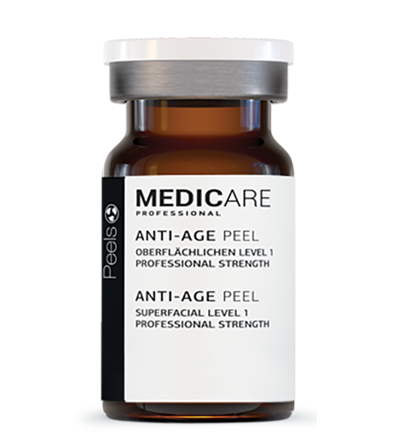 Peels
MEDICARE
PROFESSIONAL
ANTI-AGE PEEL
OBERFLÄCHLICHEN LEVEL 1
PROFESSIONAL STRENGTH
ANTI-AGE PEEL
SUPERFACIAL LEVEL 1
PROFESSIONAL STRENGTH